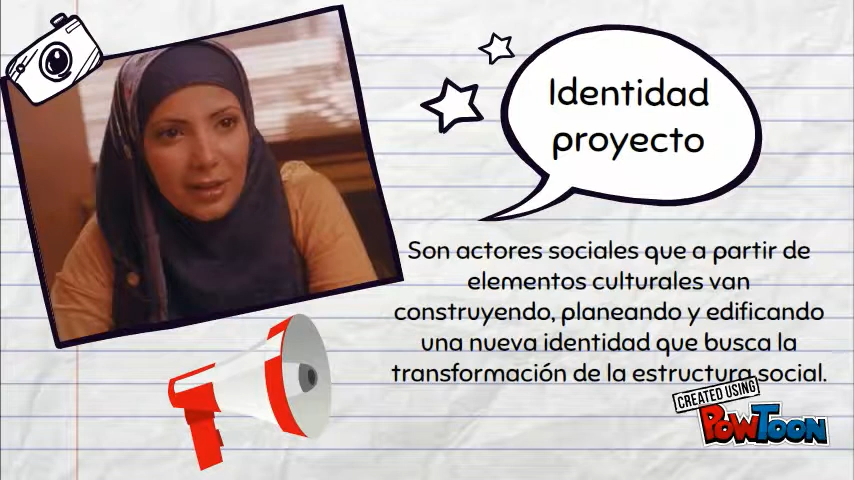 Identidad
proyecto
Son actores sociales que a partir de
elementos culturales van
construyendo, planeando y edificando
una nueva identidad que busca la
transformación de la estructura social.
CREATED USING
POWTOON